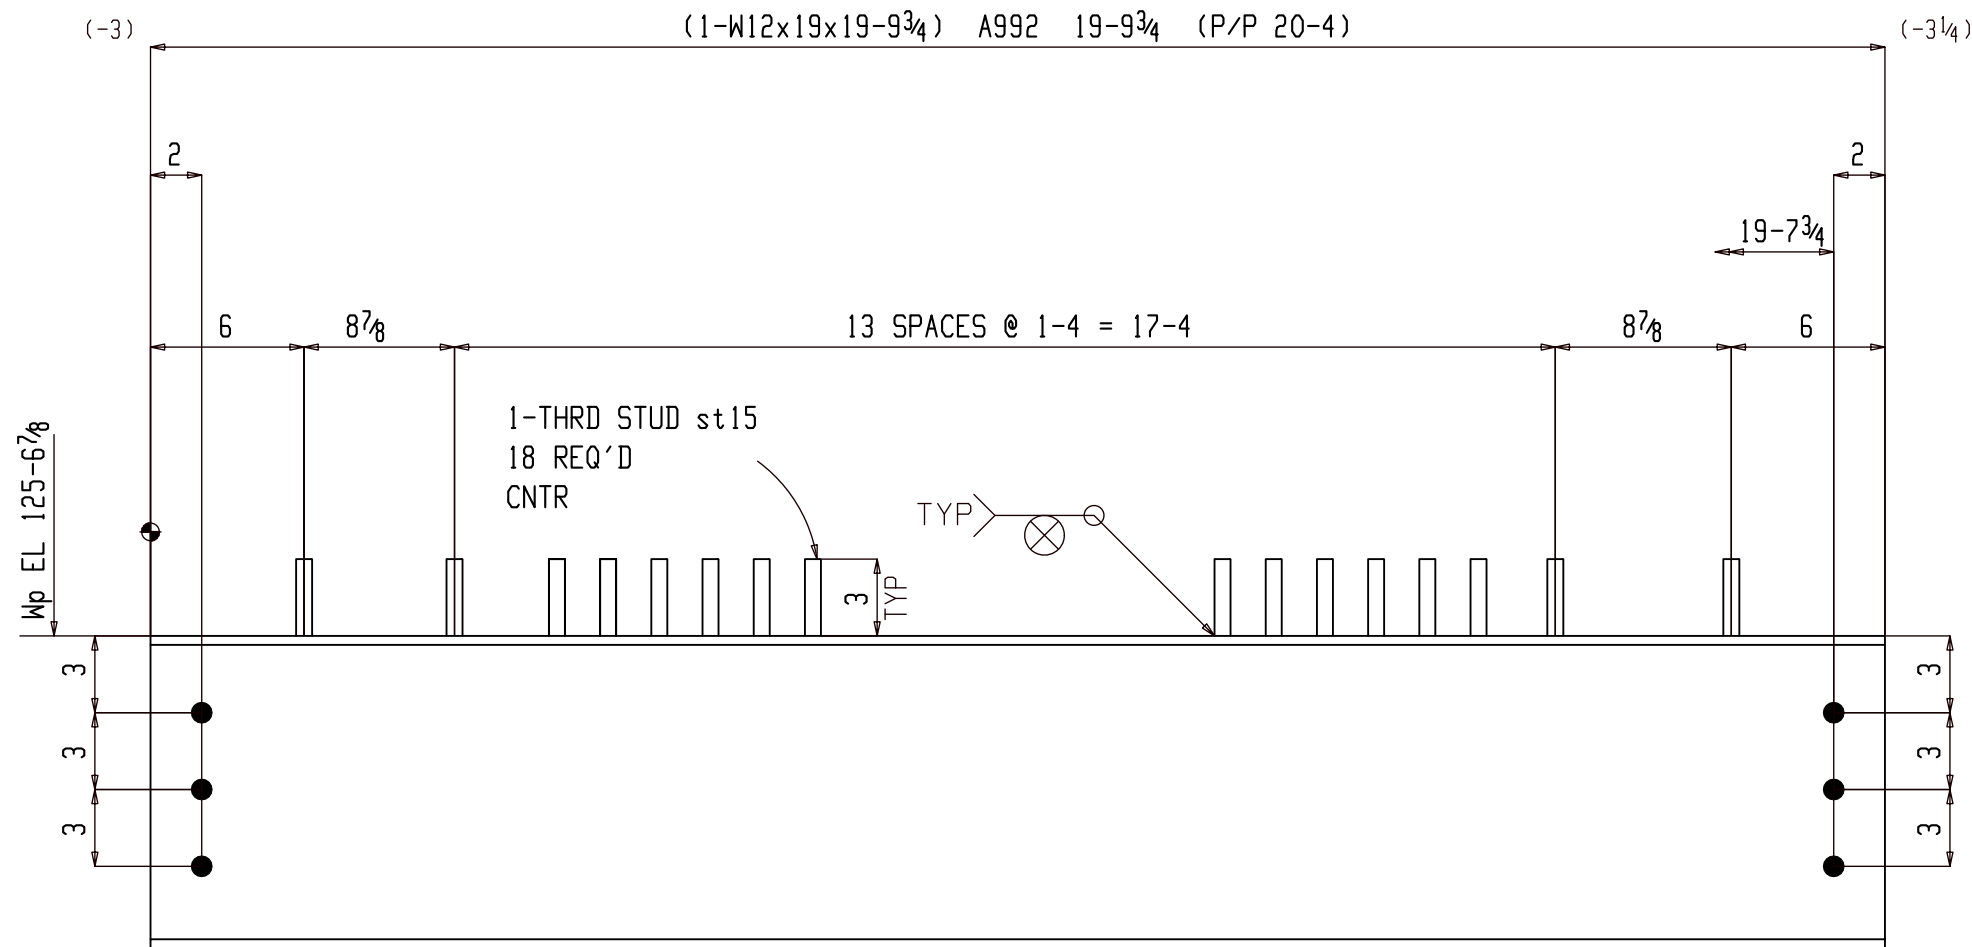 (-3)
(1-W12x19x19-9¾) A992 19-9¾ (P/P 20-4)
(-3¼)
2
2
19-7¾
6
8⅞
13 SPACES @ 1-4 = 17-4
8⅞
6
1-THRD STUD st15
18 REQ'D
CNTR
Wp EL 125-6⅞
TYP
3
TYP
3
3
3
3
3
3